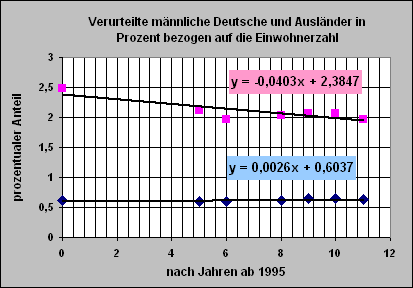 Verurteilte männliche Deutsche und Ausländer in
Prozent bezogen auf die Einwohnerzahl
3
2,5
2
1,5
1
0,5
0
prozentualer Anteil
y = -0,0403x + 2,3847
y = 0,0026x + 0,6037
0 2 4 6 8 10 12
nach Jahren ab 1995